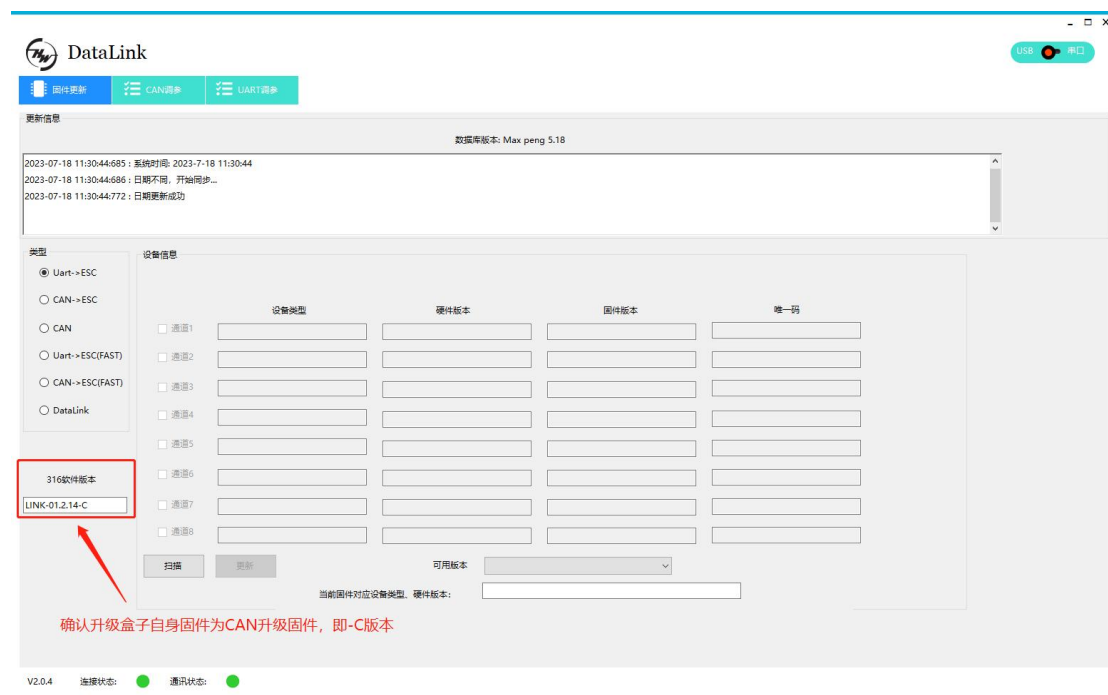 HW DataLink
USB 串口
固件更新 CAN调参 UART调参
更新信息
数据库版本: Max peng 5.18
2023-07-18 11:30:44:685 : 系统时间: 2023-7-18 11:30:44
2023-07-18 11:30:44:686 : 日期不同, 开始同步...
2023-07-18 11:30:44:772 : 日期更新成功
类型
Uart->ESC
CAN->ESC
CAN
Uart->ESC(FAST)
CAN->ESC(FAST)
DataLink
316软件版本
LINK-01.2.14-C
设备信息
设备类型 硬件版本 固件版本 唯一码
通道1
通道2
通道3
通道4
通道5
通道6
通道7
通道8
扫描 更新 可用版本
当前固件对应设备类型、硬件版本:
确认升级盒子自身固件为CAN升级固件，即-C版本
V2.0.4 连接状态: 通讯状态: